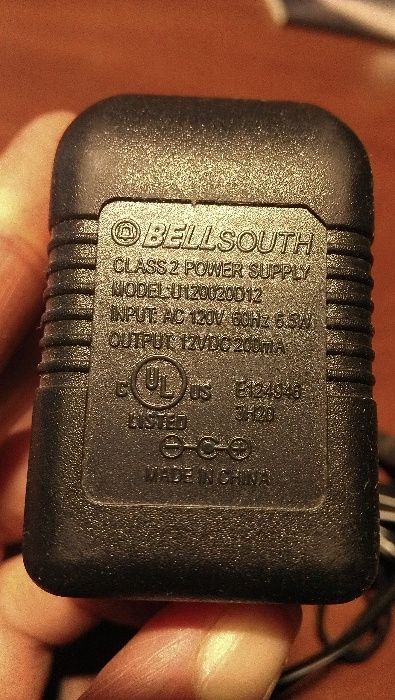 BELLSOUTH
CLASS 2 POWER SUPPLY
MODEL:U120020D12
INPUT: AC 120V 60Hz 5.5W
OUTPUT: 12VDC 200mA
C UL US E124946
LISTED 3H20
MADE IN CHINA